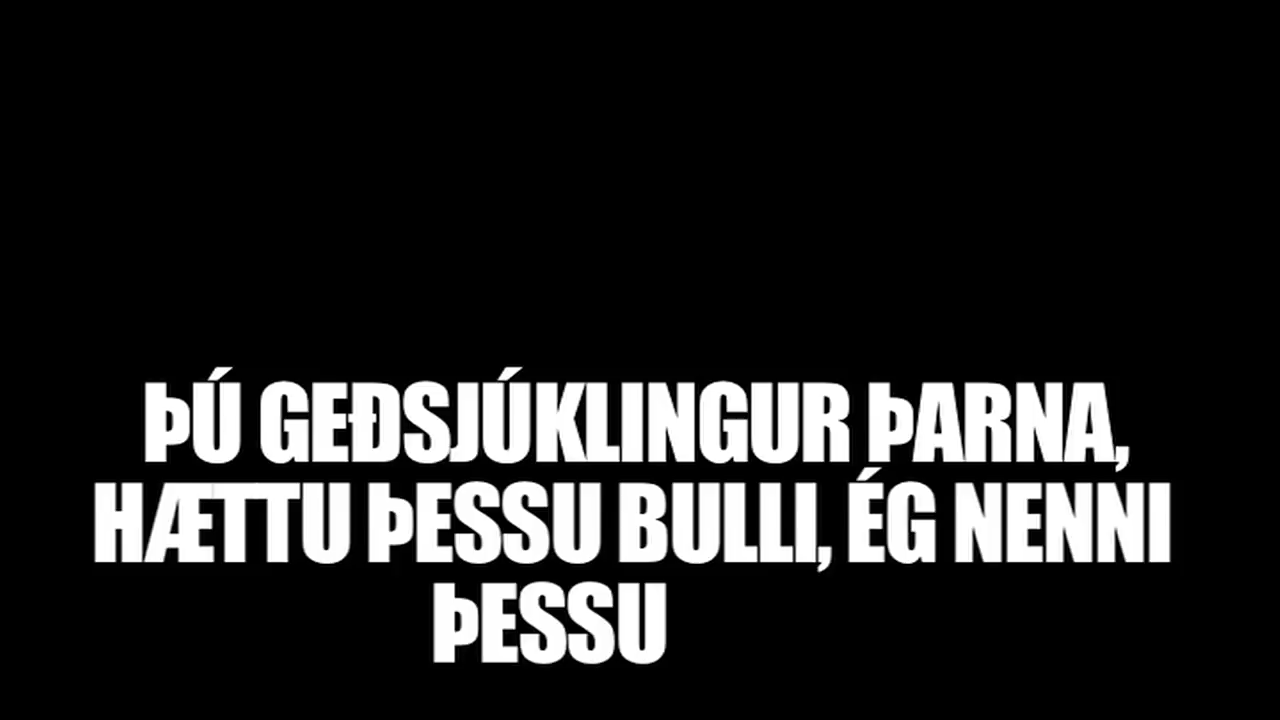 ÞÚ GEÐSJÚKLINGUR ÞARNA,
HÆTTU ÞESSU BULLI, ÉG NENNI
ÞESSU